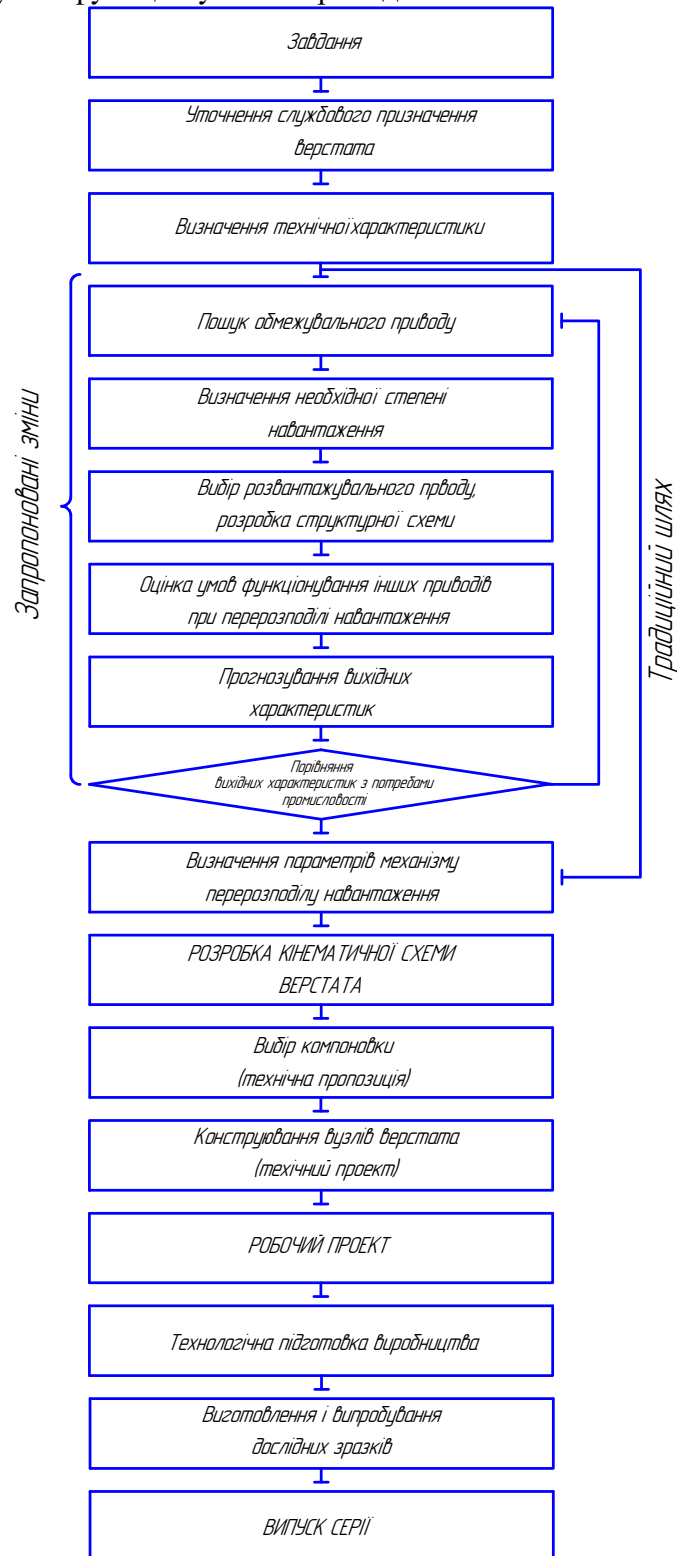 Завдання
Уточнення службового призначення
верстата
Визначення технічної характеристики
Пошук обмежувального приводу
Визначення необхідної степені
навантаження
Вибір розвантажувального прводу,
розробка структурної схеми
Оцінка умов функціонування інших приводів
при перерозподілі навантаження
Прогнозування вихідних
характеристик
Порівняння
вихідних характеристик з потребами
промисловості
Визначення параметрів механізму
перерозподілу навантаження
РОЗРОБКА КІНЕМАТИЧНОЇ СХЕМИ
ВЕРСТАТА
Вибір компоновки
(технічна пропозиція)
Конструювання вузлів верстата
(техічний проект)
РОБОЧИЙ ПРОЕКТ
Технологічна підготовка виробництва
Виготовлення і випробування
дослідних зразків
ВИПУСК СЕРІЇ
Запропоновані зміни
Традиційний шлях